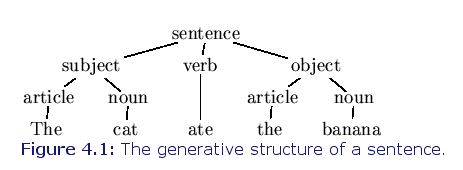 sentence
subject verb object
article noun article noun
The cat ate the banana
Figure 4.1: The generative structure of a sentence.